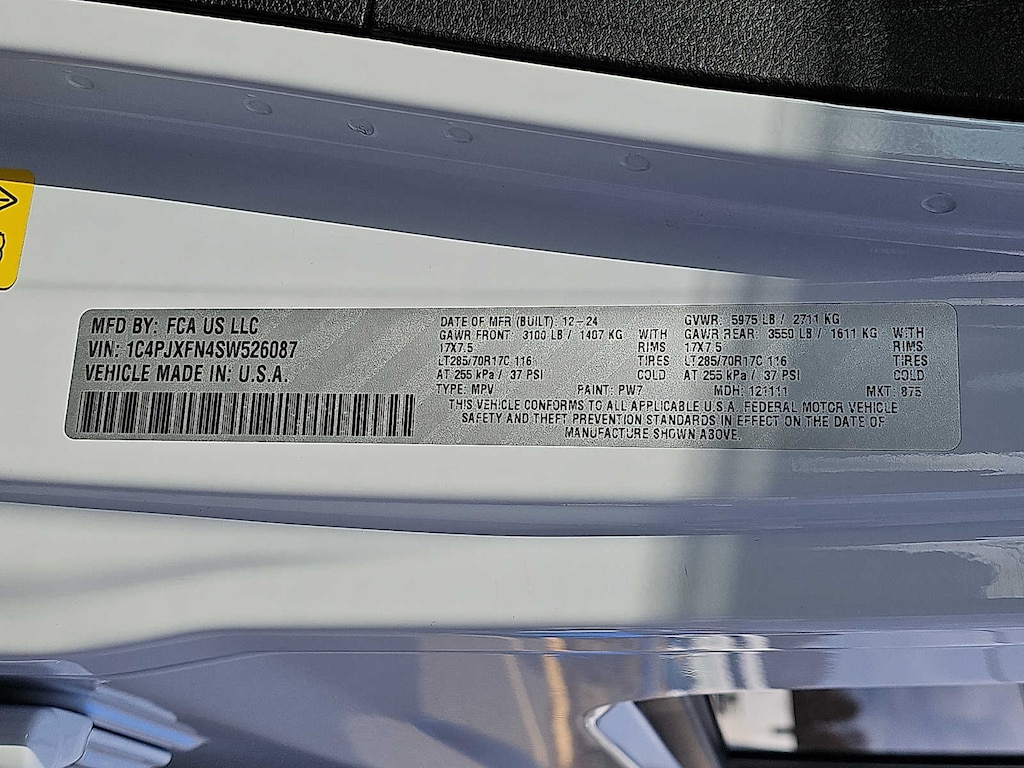 MFD BY: FCA US LLC
VIN: 1C4PJXFN4SW526087
VEHICLE MADE IN: U.S.A.
DATE OF MFR (BUILT): 12-24
GAWR FRONT: 3100 LB / 1407 KG WITH
17X7.5 RIMS
LT285/70R17C 116 TIRES
AT 255 kPa / 37 PSI COLD
GVWR: 5975 LB / 2711 KG
GAWR REAR: 3550 LB / 1611 KG WITH
17X7.5 RIMS
LT285/70R17C 116 TIRES
AT 255 kPa / 37 PSI COLD
TYPE: MPV PAINT: PW7 MDH: 121111 MKT: 875
THIS VEHICLE CONFORMS TO ALL APPLICABLE U.S.A. FEDERAL MOTOR VEHICLE
SAFETY AND THEFT PREVENTION STANDARDS IN EFFECT ON THE DATE OF
MANUFACTURE SHOWN ABOVE.